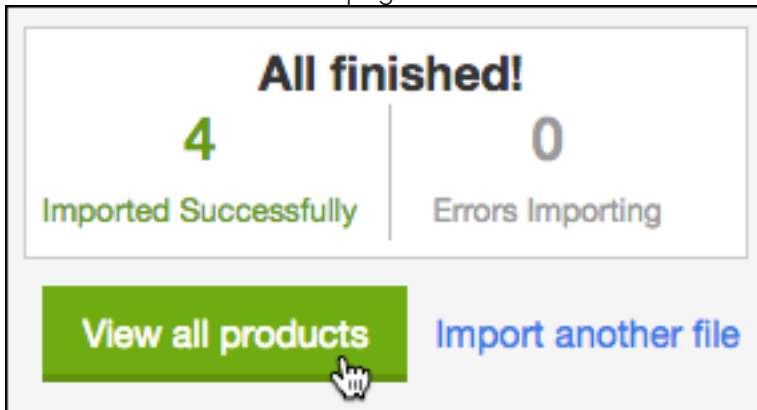 All finished!
4 0
Imported Successfully Errors Importing
View all products Import another file